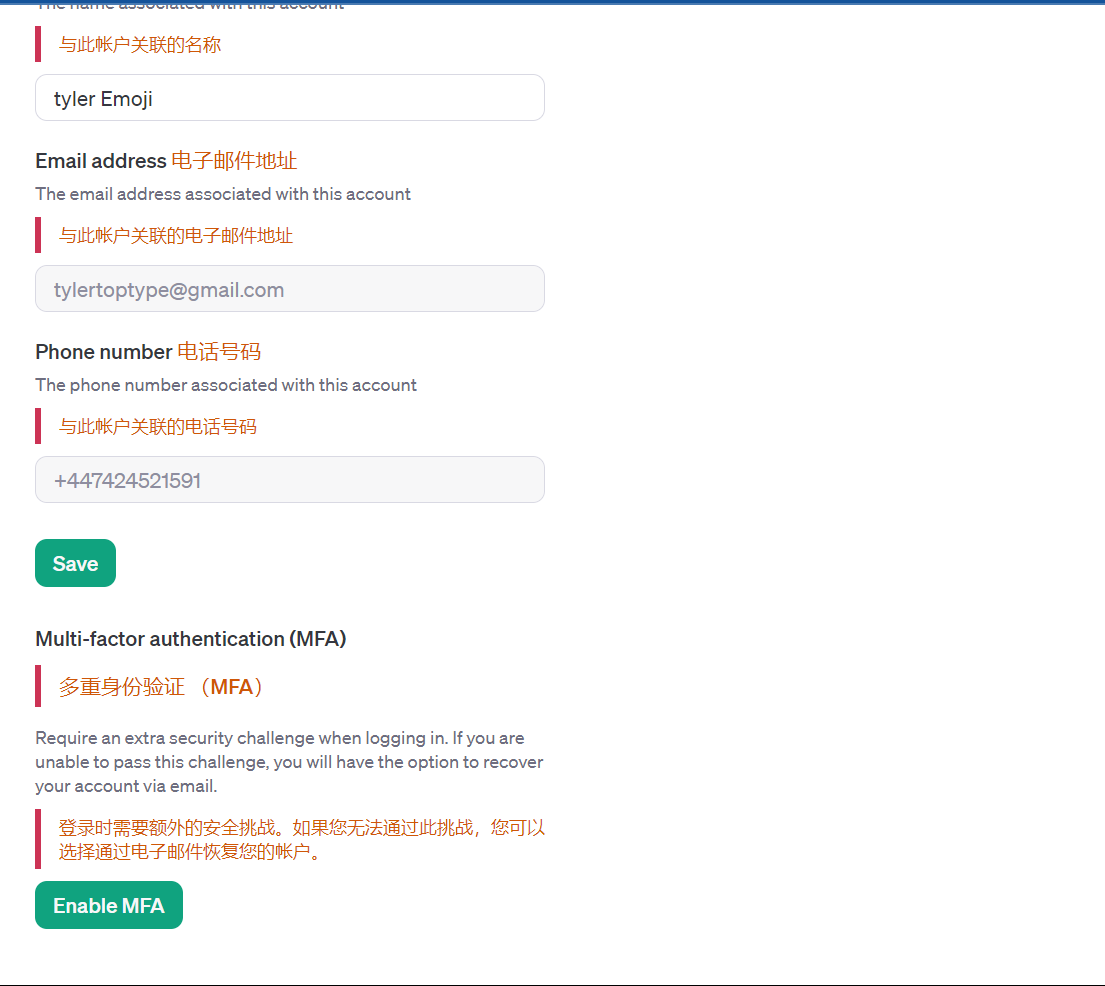 The name associated with this account
与此帐户关联的名称
tyler Emoji
Email address 电子邮件地址
The email address associated with this account
与此帐户关联的电子邮件地址
tylertoptype@gmail.com
Phone number 电话号码
The phone number associated with this account
与此帐户关联的电话号码
+447424521591
Save
Multi-factor authentication (MFA)
多重身份验证 （MFA）
Require an extra security challenge when logging in. If you are
unable to pass this challenge, you will have the option to recover
your account via email.
登录时需要额外的安全挑战。如果您无法通过此挑战，您可以
选择通过电子邮件恢复您的帐户。
Enable MFA